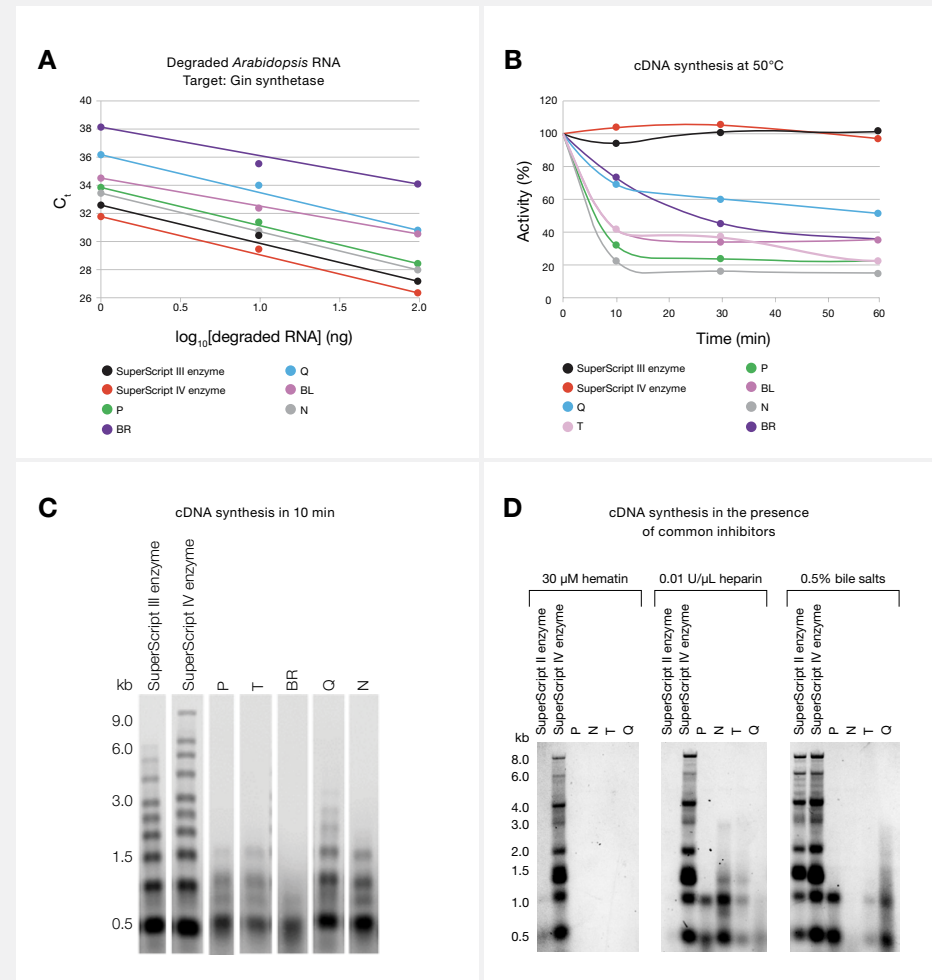 A
Degraded Arabidopsis RNA
Target: Gin synthetase
40
38
36
34
32
30
28
26
Ct
0
0.5
1.0
1.5
2.0
log10[degraded RNA] (ng)
SuperScript III enzyme
SuperScript IV enzyme
P
BR
Q
BL
N
B
cDNA synthesis at 50°C
120
100
80
60
40
20
0
Activity (%)
0
10
20
30
40
50
60
Time (min)
SuperScript III enzyme
SuperScript IV enzyme
Q
T
P
BL
N
BR
C
cDNA synthesis in 10 min
SuperScript III enzyme
SuperScript IV enzyme
P
T
BR
Q
N
kb
9.0
6.0
3.0
1.5
0.5
D
cDNA synthesis in the presence
of common inhibitors
30 µM hematin
0.01 U/µL heparin
0.5% bile salts
SuperScript II enzyme
SuperScript IV enzyme
P
N
T
Q
SuperScript II enzyme
SuperScript IV enzyme
P
N
T
Q
SuperScript II enzyme
SuperScript IV enzyme
P
N
T
Q
kb
8.0
6.0
4.0
3.0
2.0
1.5
1.0
0.5